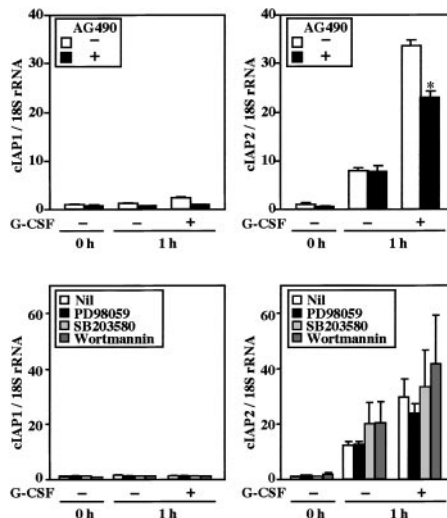 AG490
−
+
cIAP1 / 18S rRNA
40
30
20
10
0
G-CSF − − +
0 h 1 h
AG490
−
+
cIAP2 / 18S rRNA
40
30
20
10
0
*
G-CSF − − +
0 h 1 h
Nil
PD98059
SB203580
Wortmannin
cIAP1 / 18S rRNA
60
40
20
0
G-CSF − − +
0 h 1 h
Nil
PD98059
SB203580
Wortmannin
cIAP2 / 18S rRNA
60
40
20
0
G-CSF − − +
0 h 1 h